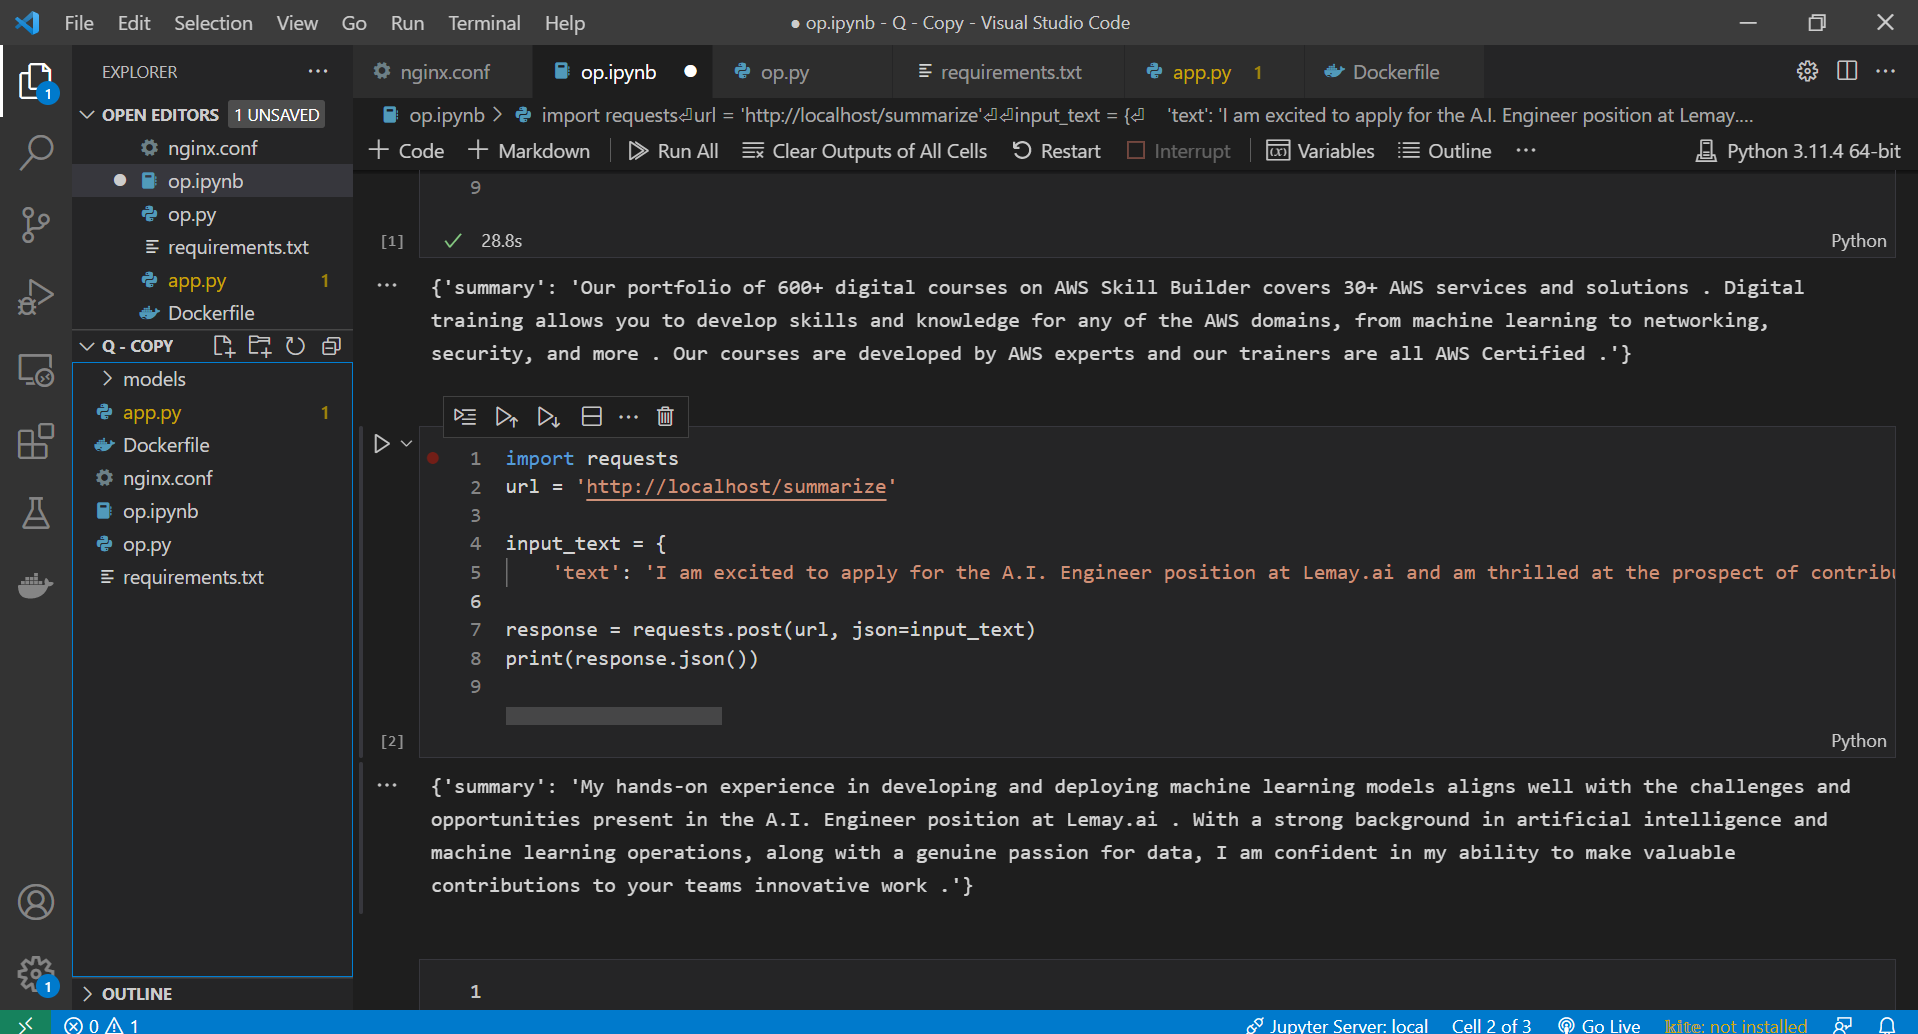 File Edit Selection View Go Run Terminal Help
● op.ipynb - Q - Copy - Visual Studio Code
EXPLORER
OPEN EDITORS 1 UNSAVED
nginx.conf
op.ipynb
op.py
requirements.txt
app.py 1
Dockerfile
Q - COPY
models
app.py 1
Dockerfile
nginx.conf
op.ipynb
op.py
requirements.txt
OUTLINE
1
1
nginx.conf op.ipynb op.py requirements.txt app.py 1 Dockerfile
op.ipynb > import requests⏎url = 'http://localhost/summarize'⏎⏎input_text = {⏎ 'text': 'I am excited to apply for the A.I. Engineer position at Lemay....
+ Code + Markdown Run All Clear Outputs of All Cells Restart Interrupt Variables Outline ... Python 3.11.4 64-bit
9
[1] 28.8s Python
{'summary': 'Our portfolio of 600+ digital courses on AWS Skill Builder covers 30+ AWS services and solutions . Digital
training allows you to develop skills and knowledge for any of the AWS domains, from machine learning to networking,
security, and more . Our courses are developed by AWS experts and our trainers are all AWS Certified .'}
1 import requests
2 url = 'http://localhost/summarize'
3
4 input_text = {
5 'text': 'I am excited to apply for the A.I. Engineer position at Lemay.ai and am thrilled at the prospect of contribu
6
7 response = requests.post(url, json=input_text)
8 print(response.json())
9
[2] Python
{'summary': 'My hands-on experience in developing and deploying machine learning models aligns well with the challenges and
opportunities present in the A.I. Engineer position at Lemay.ai . With a strong background in artificial intelligence and
machine learning operations, along with a genuine passion for data, I am confident in my ability to make valuable
contributions to your teams innovative work .'}
1
0 1 Jupyter Server: local Cell 2 of 3 Go Live kite: not installed